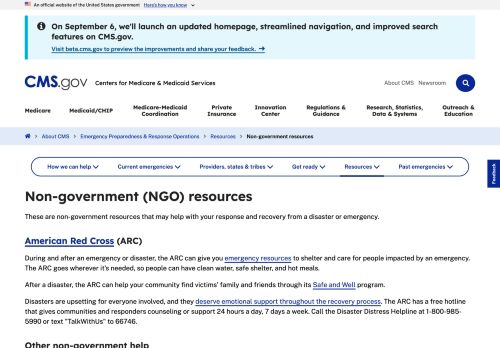 An official website of the United States government Here's how you know
On September 6, we'll launch an updated homepage, streamlined navigation, and improved search
features on CMS.gov.
Visit beta.cms.gov to preview the improvements and share your feedback.
CMS.gov Centers for Medicare & Medicaid Services
About CMS Newsroom
Medicare Medicaid/CHIP Medicare-Medicaid Coordination Private Insurance Innovation Center Regulations & Guidance Research, Statistics, Data & Systems Outreach & Education
About CMS Emergency Preparedness & Response Operations Resources Non-government resources
How we can help Current emergencies Providers, states & tribes Get ready Resources Past emergencies
Feedback
Non-government (NGO) resources
These are non-government resources that may help with your response and recovery from a disaster or emergency.
American Red Cross (ARC)
During and after an emergency or disaster, the ARC can give you emergency resources to shelter and care for people impacted by an emergency.
The ARC goes wherever it's needed, so people can have clean water, safe shelter, and hot meals.
After a disaster, the ARC can help your community find victims' family and friends through its Safe and Well program.
Disasters are upsetting for everyone involved, and they deserve emotional support throughout the recovery process. The ARC has a free hotline
that gives communities and responders counseling or support 24 hours a day, 7 days a week. Call the Disaster Distress Helpline at 1-800-985-
5990 or text "TalkWithUs" to 66746.
Other non-government help